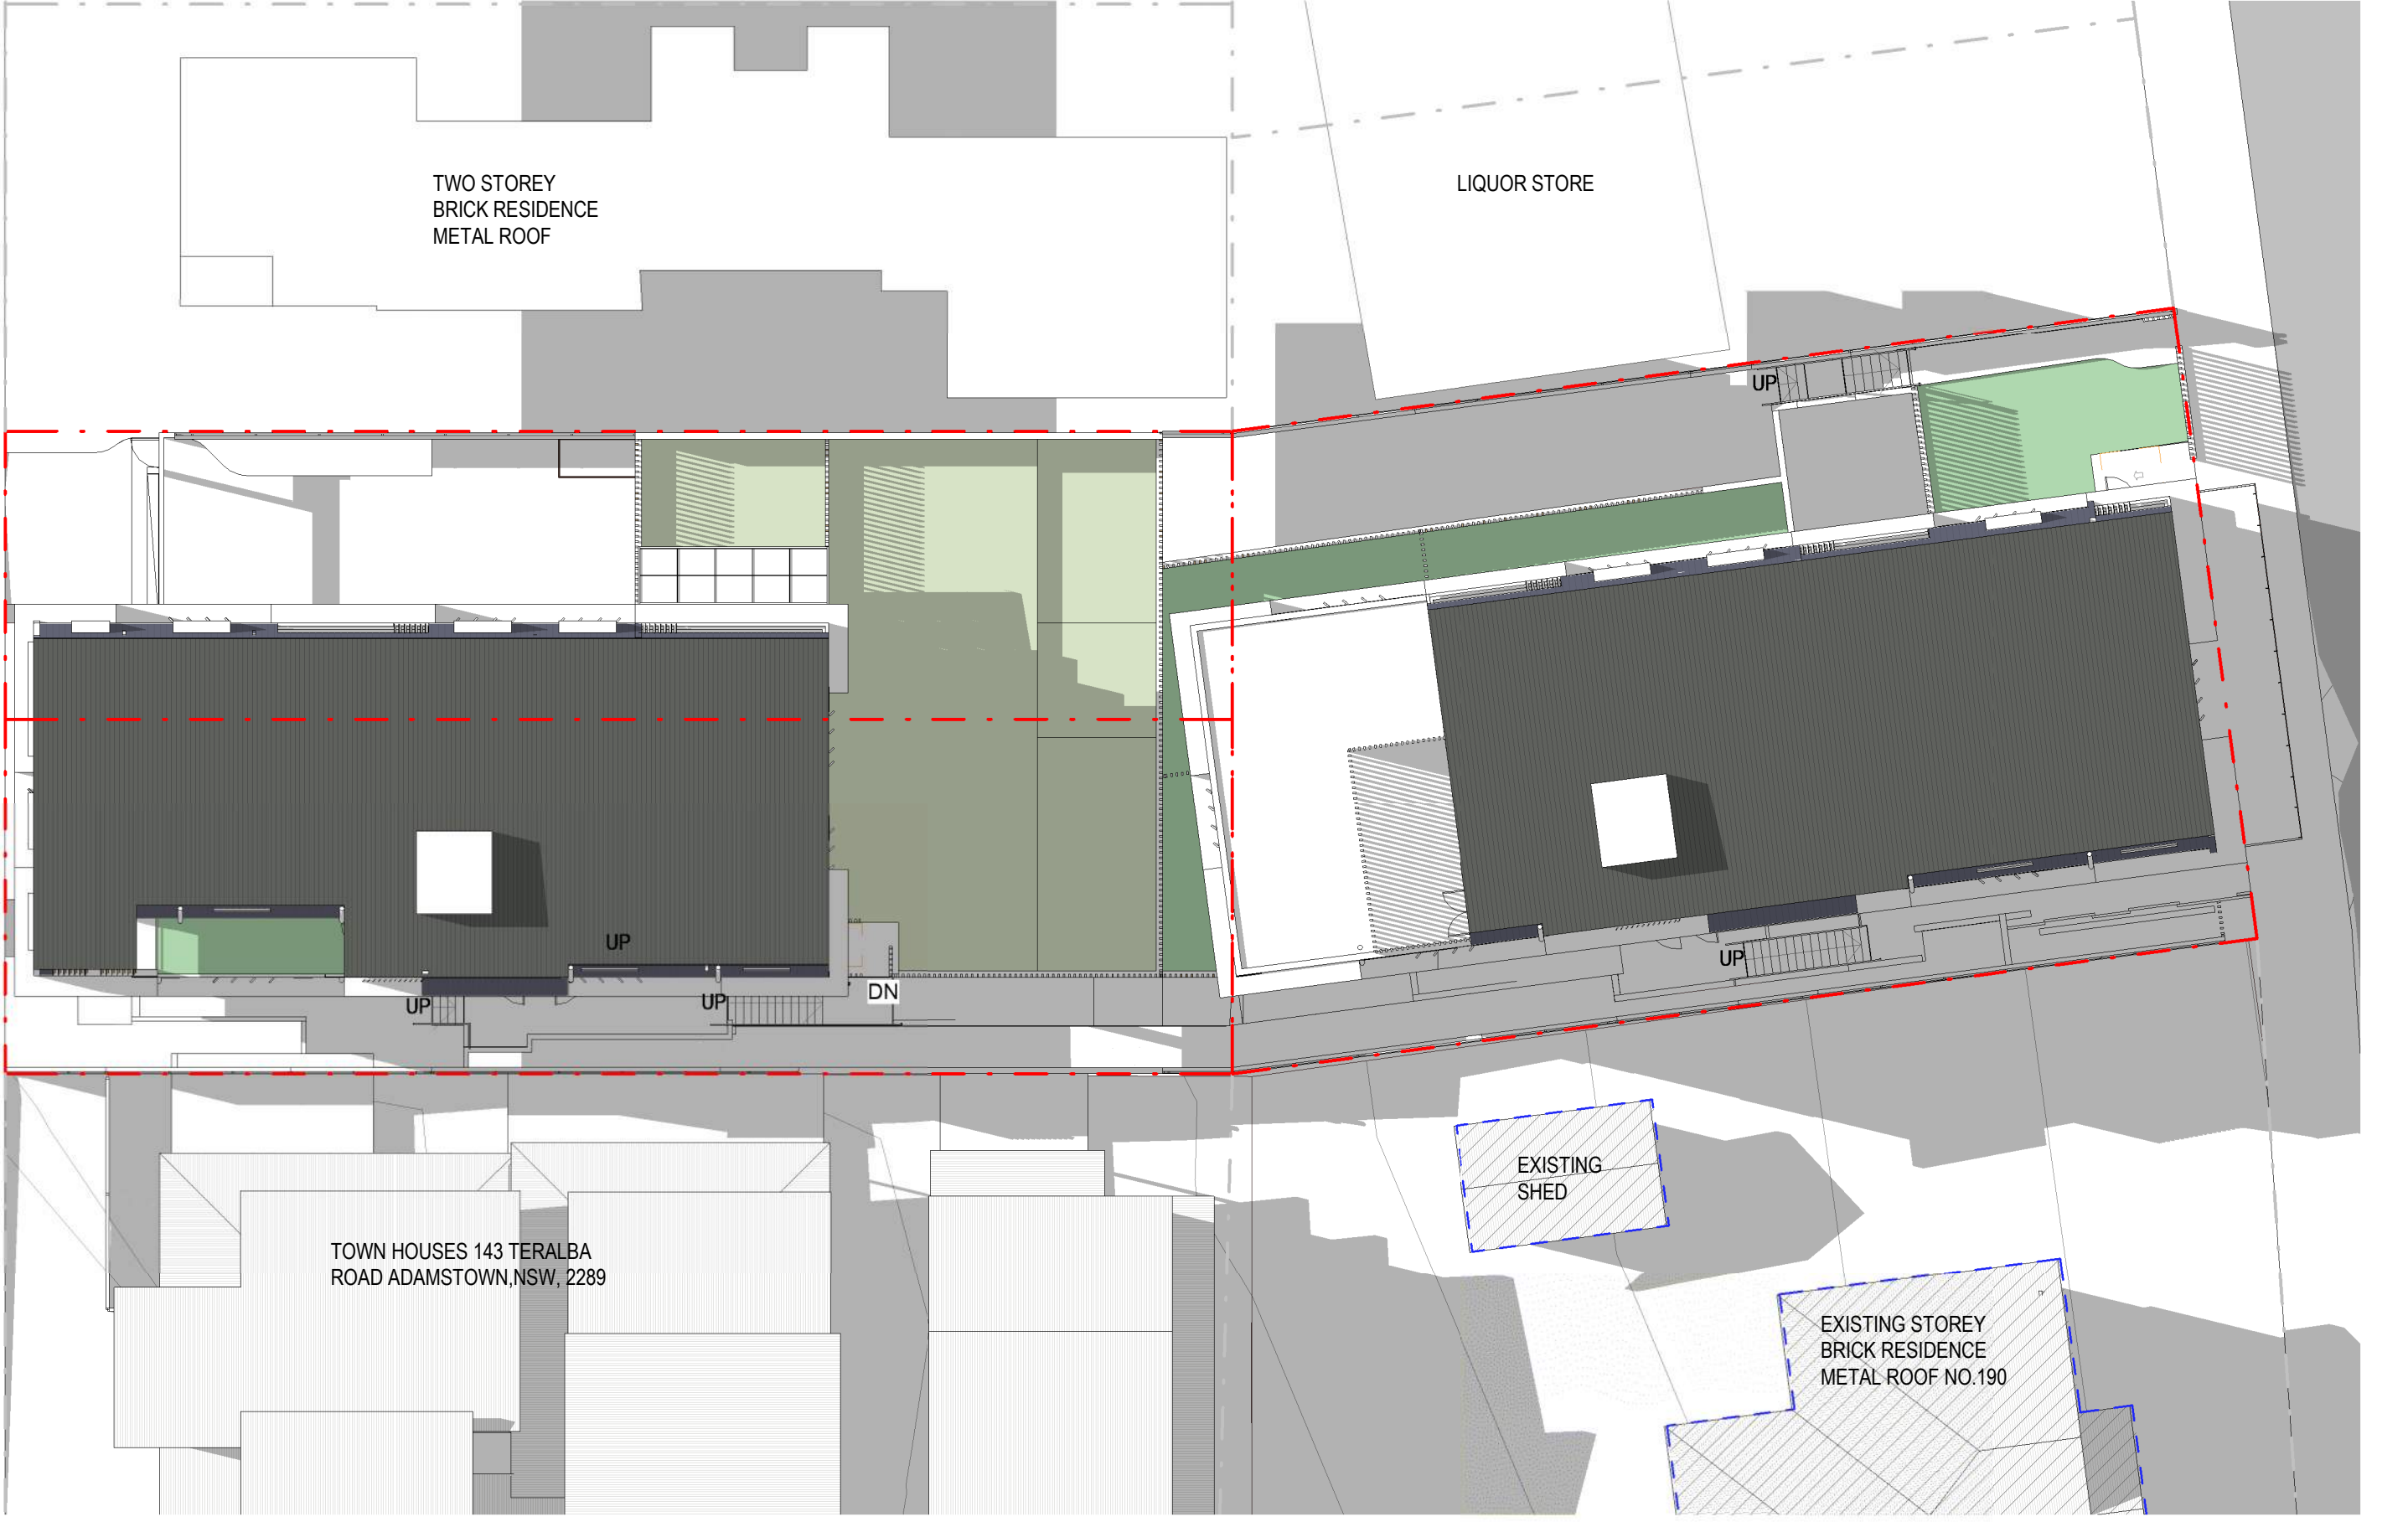 TWO STOREY
BRICK RESIDENCE
METAL ROOF
LIQUOR STORE
UP
UP
UP
UP
DN
UP
EXISTING
SHED
TOWN HOUSES 143 TERALBA
ROAD ADAMSTOWN,NSW, 2289
EXISTING STOREY
BRICK RESIDENCE
METAL ROOF NO.190